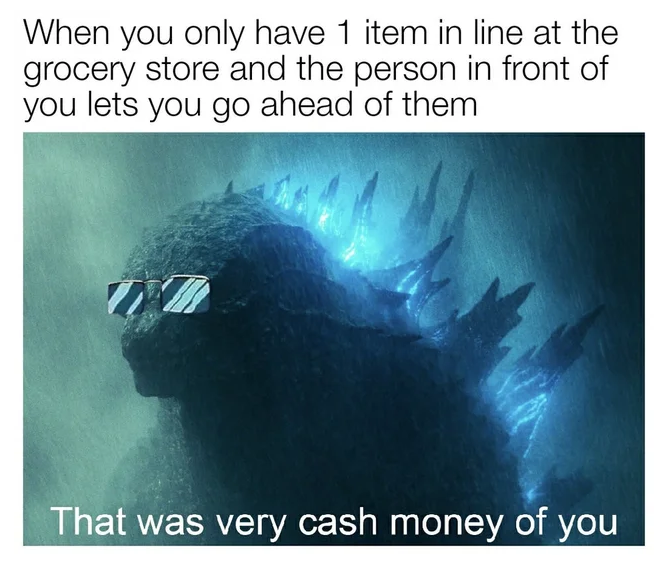 When you only have 1 item in line at the
grocery store and the person in front of
you lets you go ahead of them
That was very cash money of you